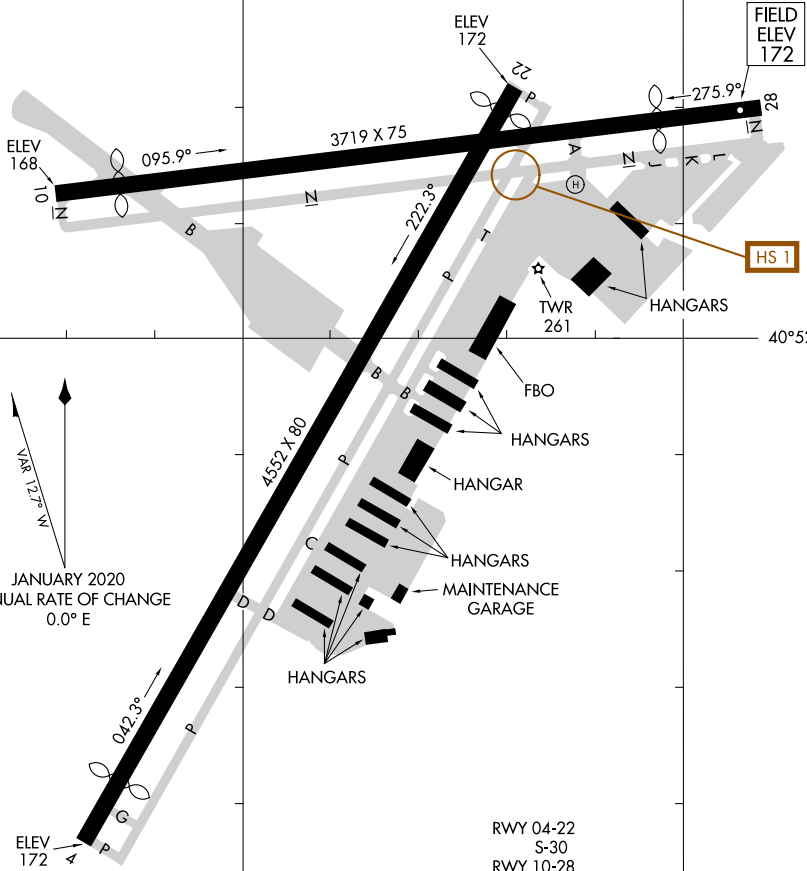 FIELD
ELEV
172
ELEV
172
22
P
275.9°
28
N
3719 X 75
095.9°
ELEV
168
10
N
A
N
J
K
L
H
N
B
222.3°
T
P
HS 1
TWR
261
HANGARS
40°52
FBO
B
B
HANGARS
4552 X 80
P
HANGAR
VAR 12.7° W
C
HANGARS
JANUARY 2020
NUAL RATE OF CHANGE
0.0° E
MAINTENANCE
GARAGE
D
D
HANGARS
042.3°
P
G
ELEV
172
4
P
RWY 04-22
S-30
RWY 10-28